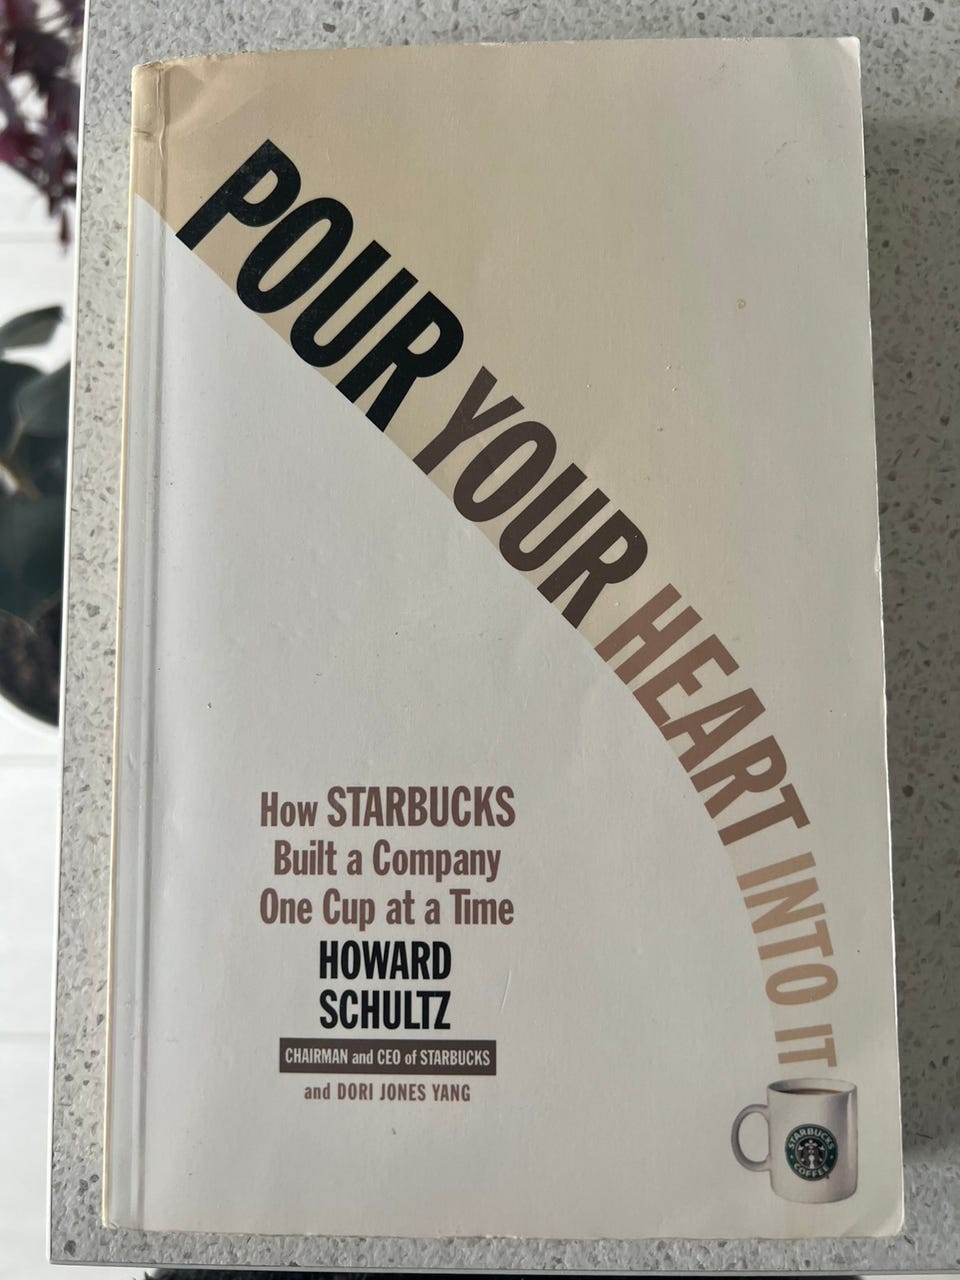 POUR YOUR HEART INTO IT
How STARBUCKS
Built a Company
One Cup at a Time
HOWARD
SCHULTZ
CHAIRMAN and CEO of STARBUCKS
and DORI JONES YANG
STARBUCKS
COFFEE